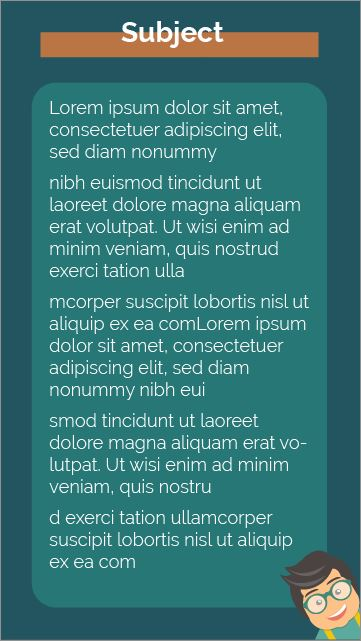 Subject
Lorem ipsum dolor sit amet,
consectetuer adipiscing elit,
sed diam nonummy
nibh euismod tincidunt ut
laoreet dolore magna aliquam
erat volutpat. Ut wisi enim ad
minim veniam, quis nostrud
exerci tation ulla
mcorper suscipit lobortis nisl ut
aliquip ex ea comLorem ipsum
dolor sit amet, consectetuer
adipiscing elit, sed diam
nonummy nibh eui
smod tincidunt ut laoreet
dolore magna aliquam erat vo-
lutpat. Ut wisi enim ad minim
veniam, quis nostru
d exerci tation ullamcorper
suscipit lobortis nisl ut aliquip
ex ea com